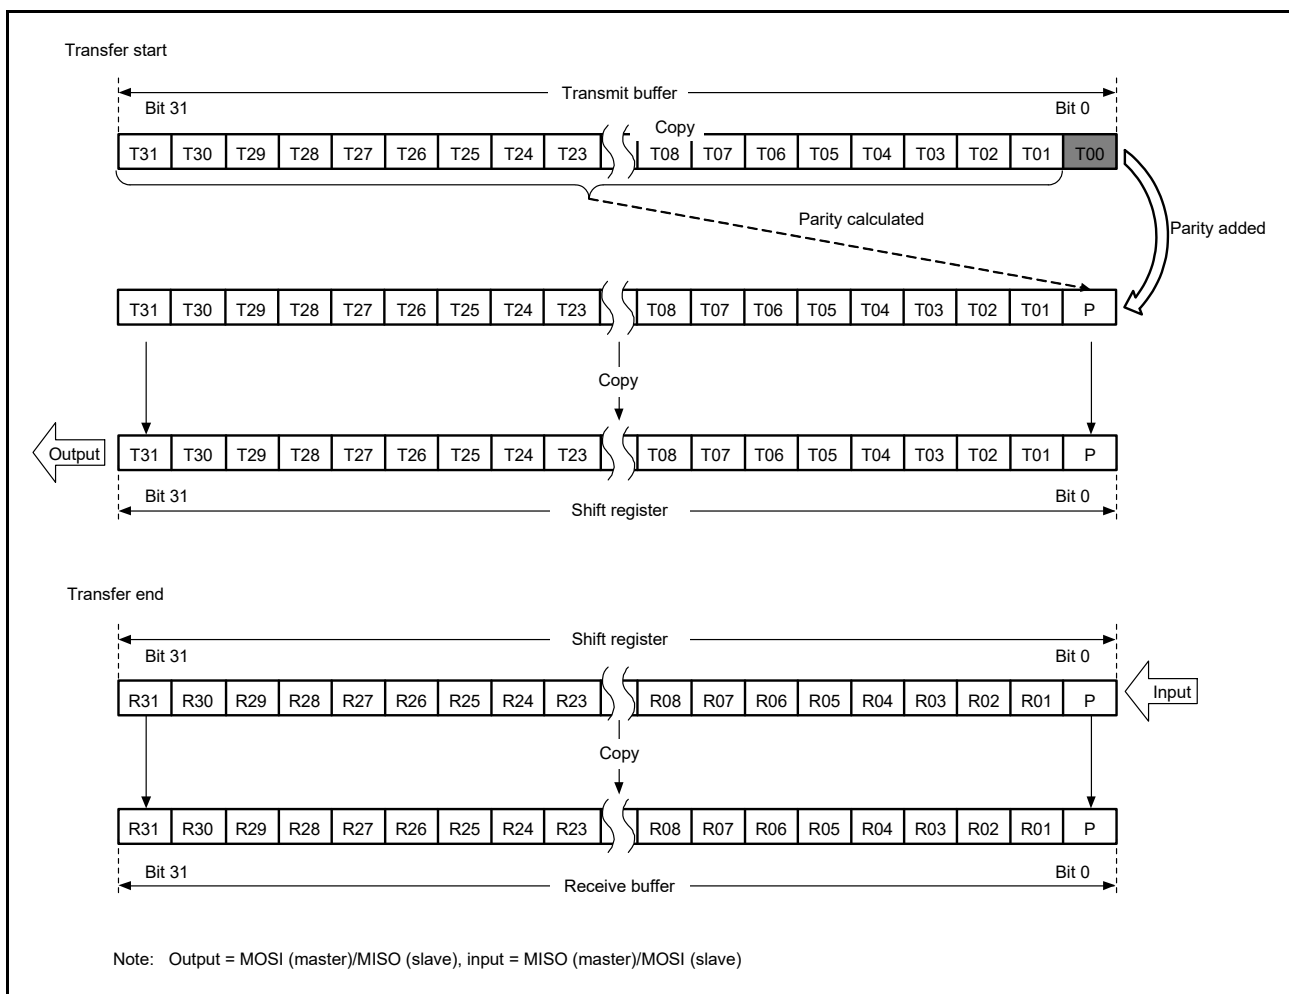 Transfer start
Transmit buffer
Bit 31 Bit 0
Copy
T31 T30 T29 T28 T27 T26 T25 T24 T23 T08 T07 T06 T05 T04 T03 T02 T01 T00
Parity calculated
Parity added
T31 T30 T29 T28 T27 T26 T25 T24 T23 T08 T07 T06 T05 T04 T03 T02 T01 P
Copy
Output T31 T30 T29 T28 T27 T26 T25 T24 T23 T08 T07 T06 T05 T04 T03 T02 T01 P
Bit 31 Bit 0
Shift register
Transfer end
Shift register
Bit 31 Bit 0
R31 R30 R29 R28 R27 R26 R25 R24 R23 R08 R07 R06 R05 R04 R03 R02 R01 P Input
Copy
R31 R30 R29 R28 R27 R26 R25 R24 R23 R08 R07 R06 R05 R04 R03 R02 R01 P
Bit 31 Bit 0
Receive buffer
Note: Output = MOSI (master)/MISO (slave), input = MISO (master)/MOSI (slave)